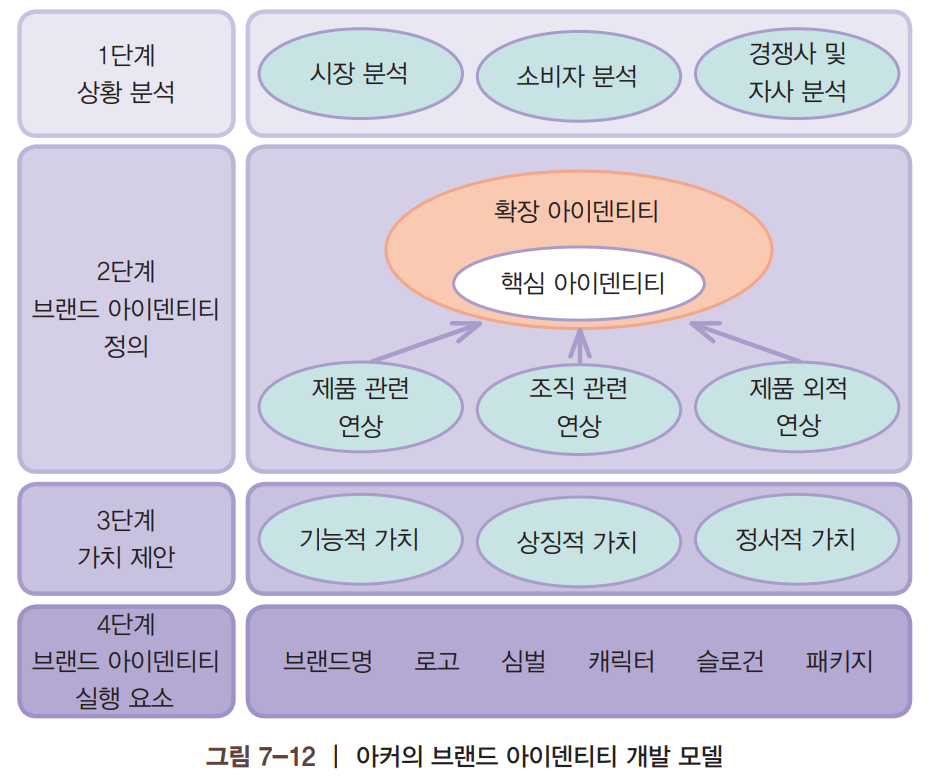 1단계
상황 분석
시장 분석
소비자 분석
경쟁사 및
자사 분석
2단계
브랜드 아이덴티티
정의
확장 아이덴티티
핵심 아이덴티티
제품 관련
연상
조직 관련
연상
제품 외적
연상
3단계
가치 제안
기능적 가치
상징적 가치
정서적 가치
4단계
브랜드 아이덴티티
실행 요소
브랜드명 로고 심벌 캐릭터 슬로건 패키지
그림 7-12 | 아커의 브랜드 아이덴티티 개발 모델